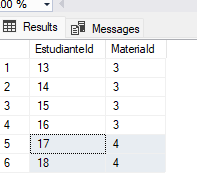 00 %
Results Messages
EstudianteId MateriaId
1 13 3
2 14 3
3 15 3
4 16 3
5 17 4
6 18 4